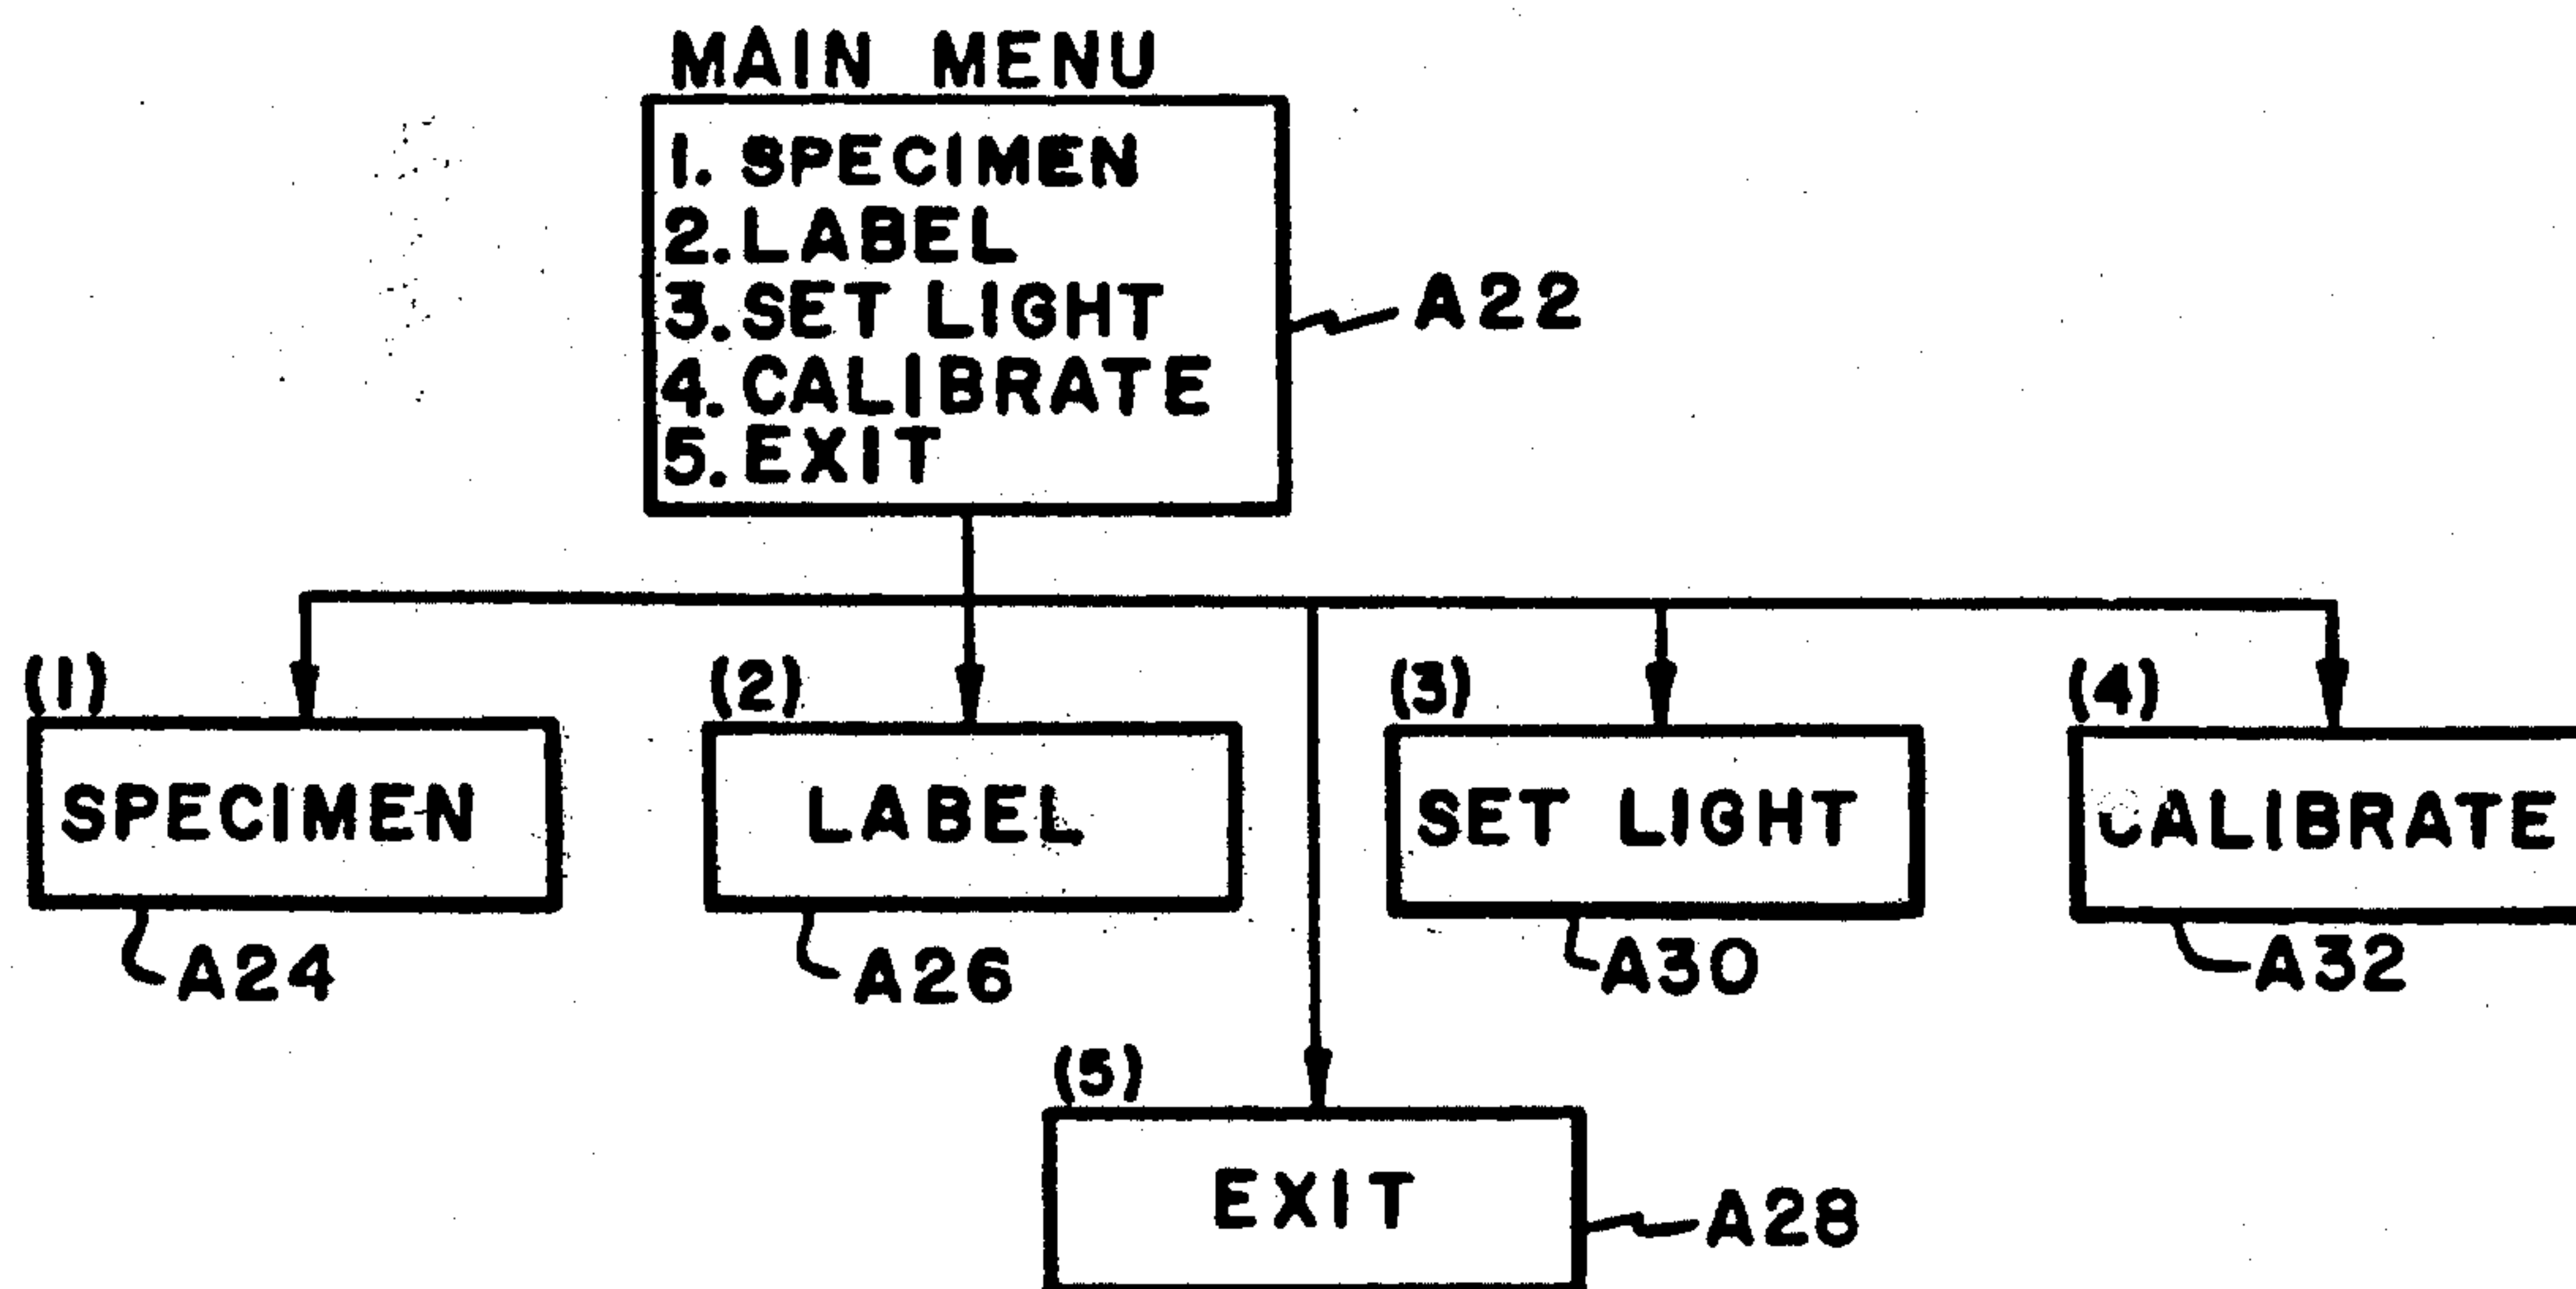 MAIN MENU
1. SPECIMEN
2. LABEL
3. SET LIGHT
4. CALIBRATE
5. EXIT
A22
(1)
SPECIMEN
A24
(2)
LABEL
A26
(3)
SET LIGHT
A30
(4)
CALIBRATE
A32
(5)
EXIT
A28